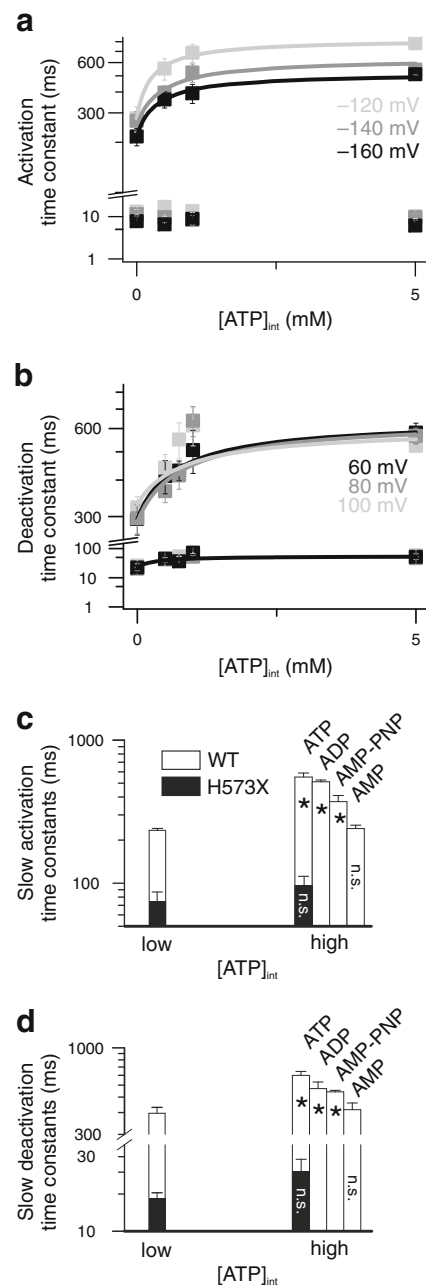 a
Activation
time constant (ms)
600
300
10
1
–120 mV
–140 mV
–160 mV
0
5
[ATP]int (mM)
b
Deactivation
time constant (ms)
600
300
100
10
1
60 mV
80 mV
100 mV
0
5
[ATP]int (mM)
c
Slow activation
time constants (ms)
1000
100
WT
H573X
ATP
ADP
AMP-PNP
AMP
*
*
*
n.s.
n.s.
low
high
[ATP]int
d
Slow deactivation
time constants (ms)
1000
300
30
10
ATP
ADP
AMP-PNP
AMP
*
*
*
n.s.
n.s.
low
high
[ATP]int